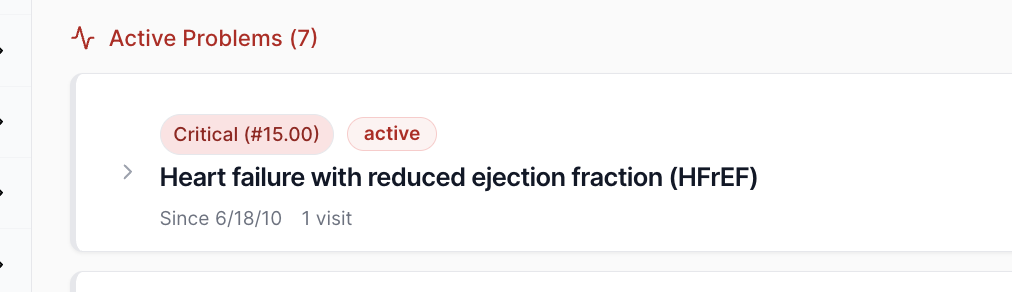 Active Problems (7)
Critical (#15.00) active
Heart failure with reduced ejection fraction (HFrEF)
Since 6/18/10 1 visit